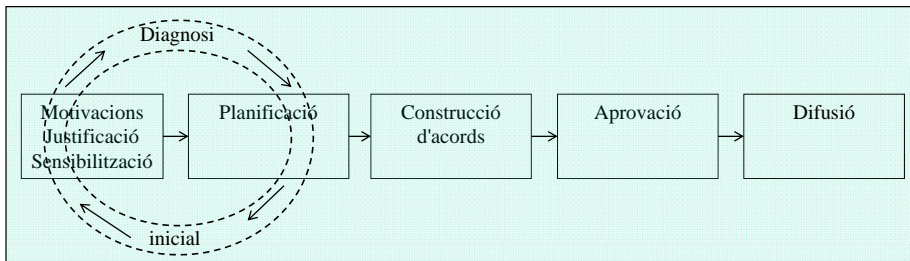 Diagnosi
Motivacions
Justificació
Sensibilització
Planificació
Construcció
d'acords
Aprovació
Difusió
inicial